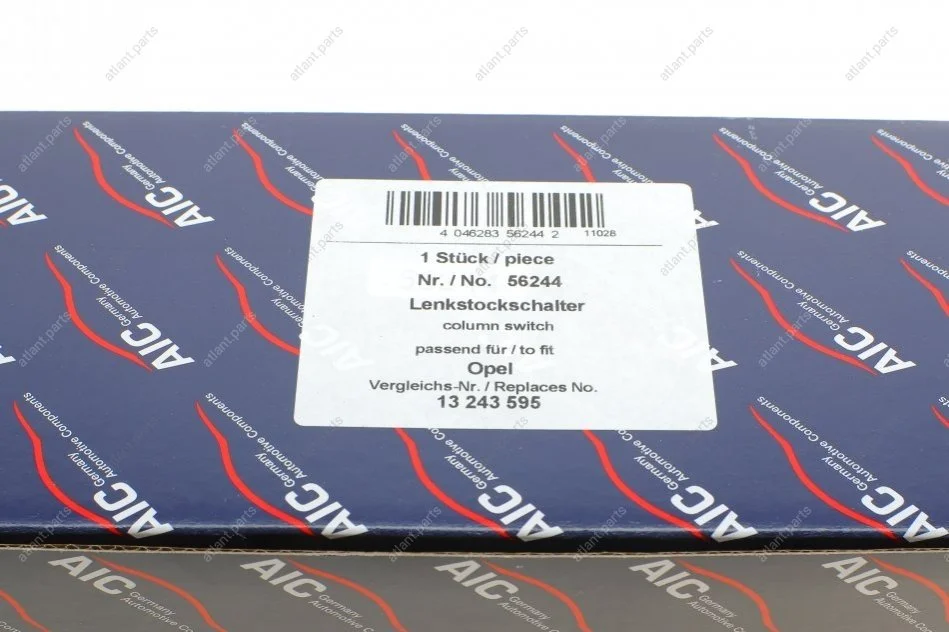 4 046283 56244 2 11028
1 Stück / piece
Nr. / No. 56244
Lenkstockschalter
column switch
passend für / to fit
Opel
Vergleichs-Nr. / Replaces No.
13 243 595
AIC
Germany
Automotive Components
atlant.parts